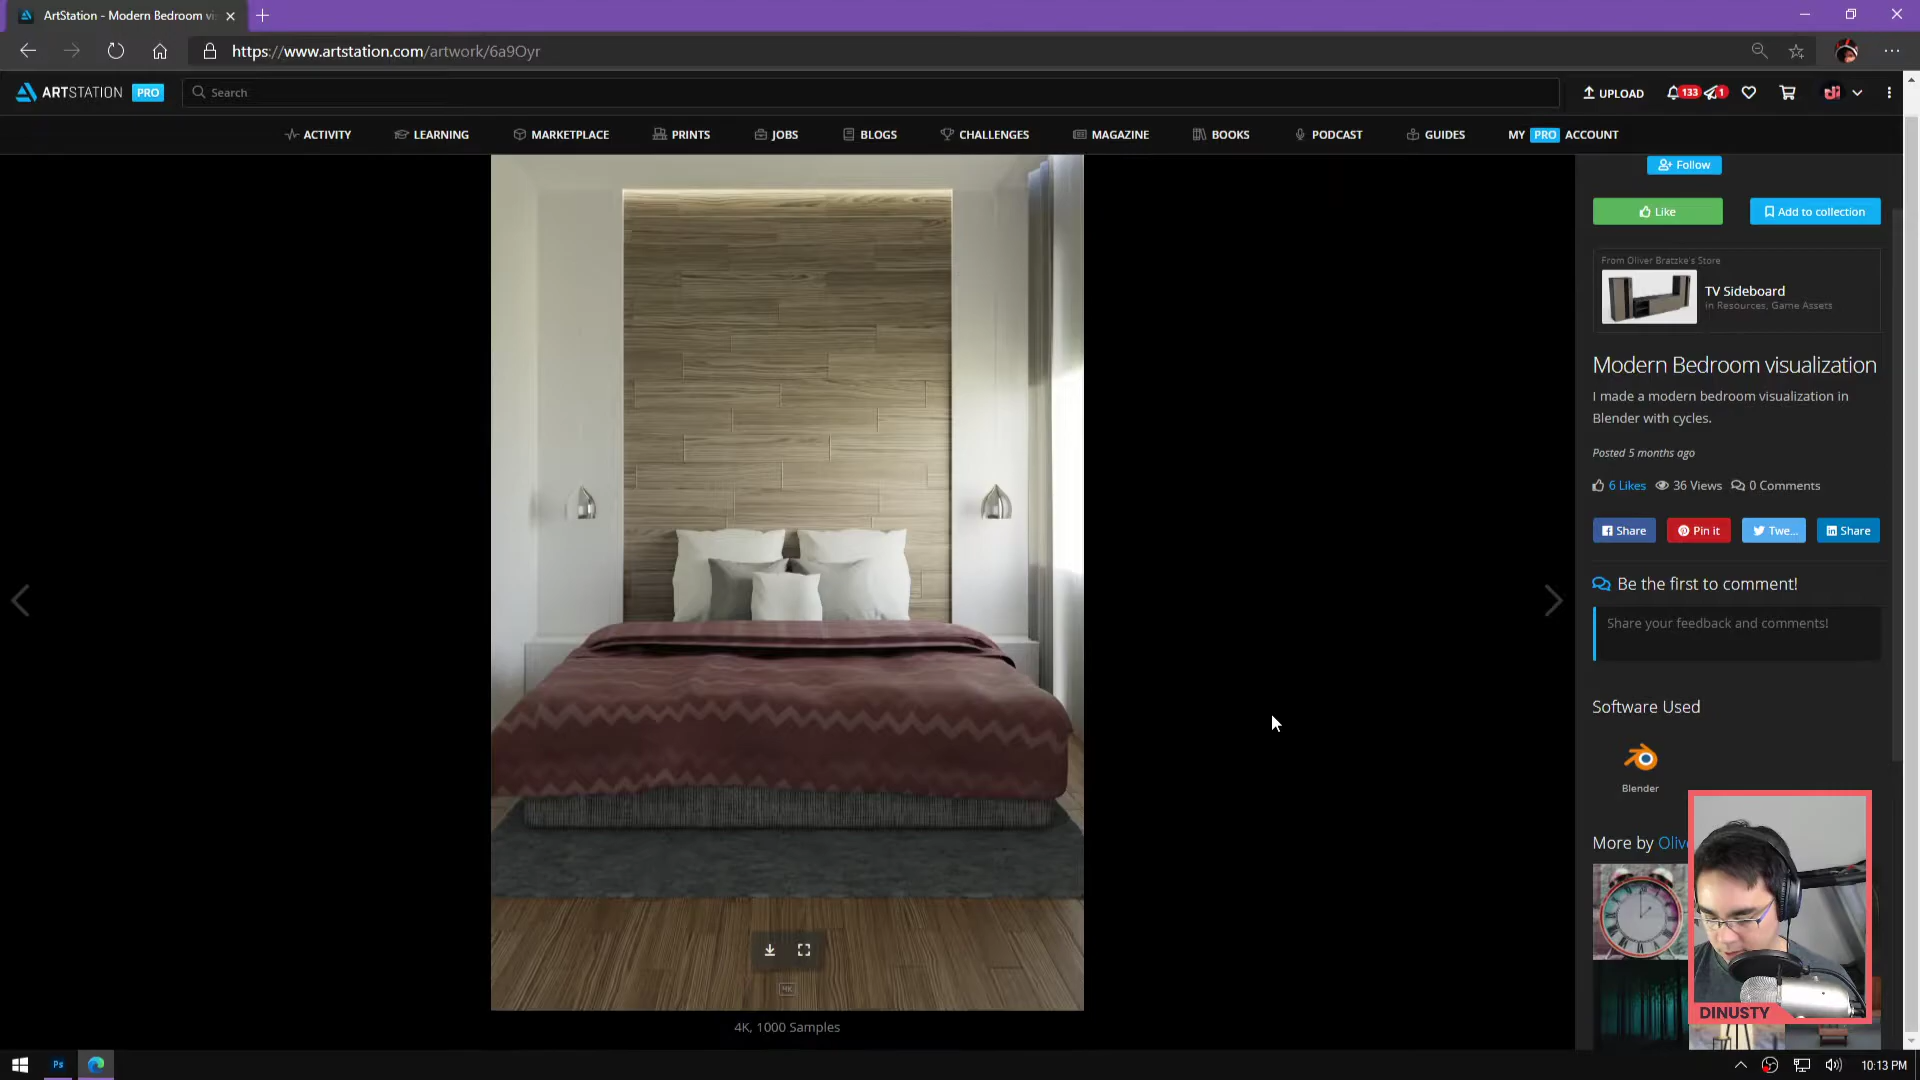 ArtStation - Modern Bedroom vi
https://www.artstation.com/artwork/6a9Oyr
ARTSTATION PRO
Search
UPLOAD
133
1
ACTIVITY
LEARNING
MARKETPLACE
PRINTS
JOBS
BLOGS
CHALLENGES
MAGAZINE
BOOKS
PODCAST
GUIDES
MY PRO ACCOUNT
Follow
Like
Add to collection
From Oliver Bratzke's Store
TV Sideboard
in Resources, Game Assets
Modern Bedroom visualization
I made a modern bedroom visualization in
Blender with cycles.
Posted 5 months ago
6 Likes 36 Views 0 Comments
Share
Pin it
Twe...
Share
Be the first to comment!
Share your feedback and comments!
Software Used
Blender
More by Olive
4K
4K, 1000 Samples
DINUSTY
Ps
10:13 PM